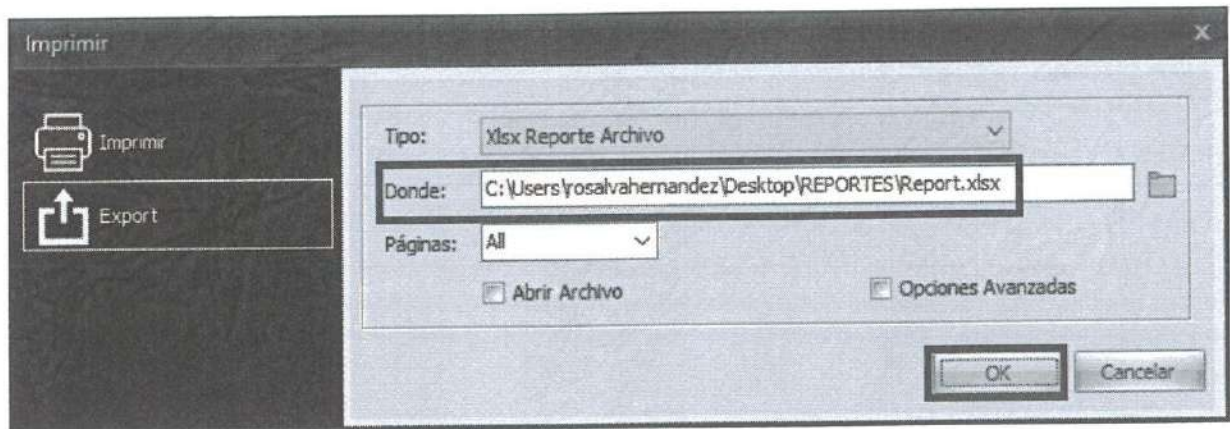 Imprimir
Imprimir
Export
Tipo: Xlsx Reporte Archivo
Donde: C:\Users\rosalvahernandez\Desktop\REPORTES\Report.xlsx
Páginas: All
Abrir Archivo Opciones Avanzadas
OK Cancelar